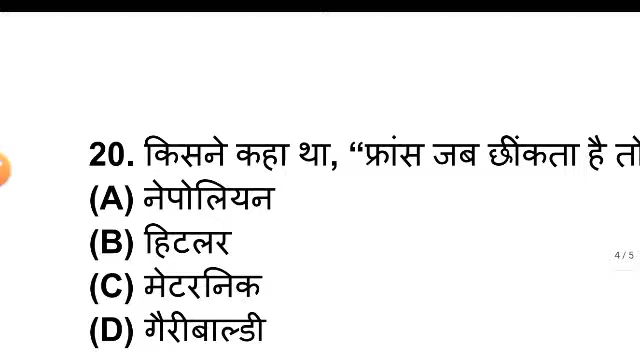 20. किसने कहा था, “फ्रांस जब छींकता है तो
(A) नेपोलियन
(B) हिटलर
4/5
(C) मेटरनिक
(D) गैरीबाल्डी